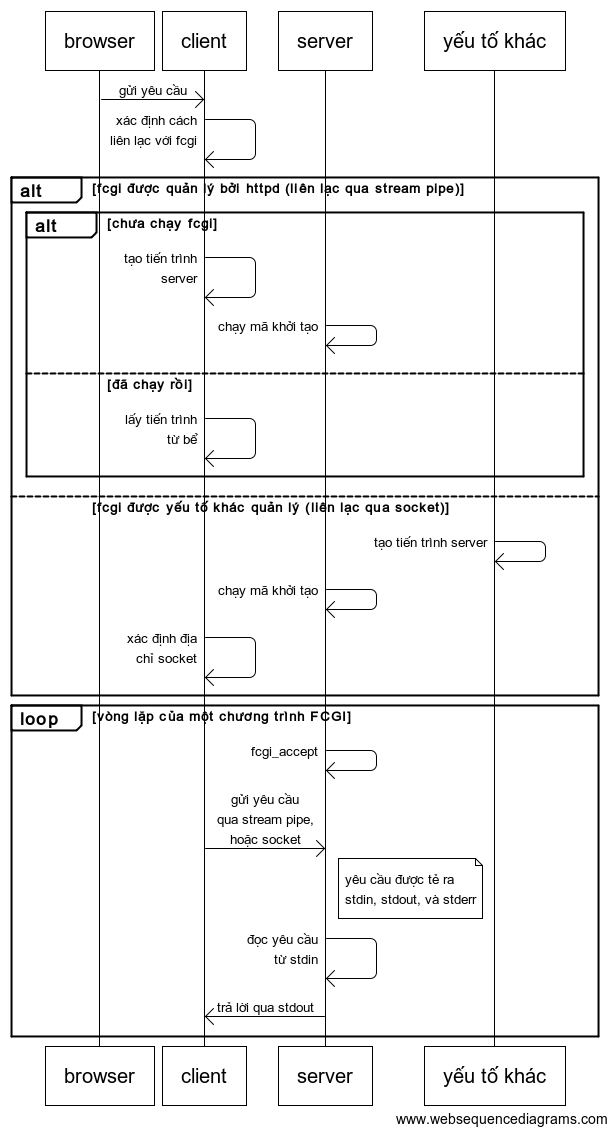 browser
client
server
yếu tố khác
gửi yêu cầu
xác định cách
liên lạc với fcgi
alt
[fcgi được quản lý bởi httpd (liên lạc qua stream pipe)]
alt
[chưa chạy fcgi]
tạo tiến trình
server
chạy mã khởi tạo
[đã chạy rồi]
lấy tiến trình
từ bể
[fcgi được yếu tố khác quản lý (liên lạc qua socket)]
tạo tiến trình server
chạy mã khởi tạo
xác định địa
chỉ socket
loop
[vòng lặp của một chương trình FCGI]
fcgi_accept
gửi yêu cầu
qua stream pipe,
hoặc socket
yêu cầu được tẻ ra
stdin, stdout, và stderr
đọc yêu cầu
từ stdin
trả lời qua stdout
browser
client
server
yếu tố khác
www.websequencediagrams.com